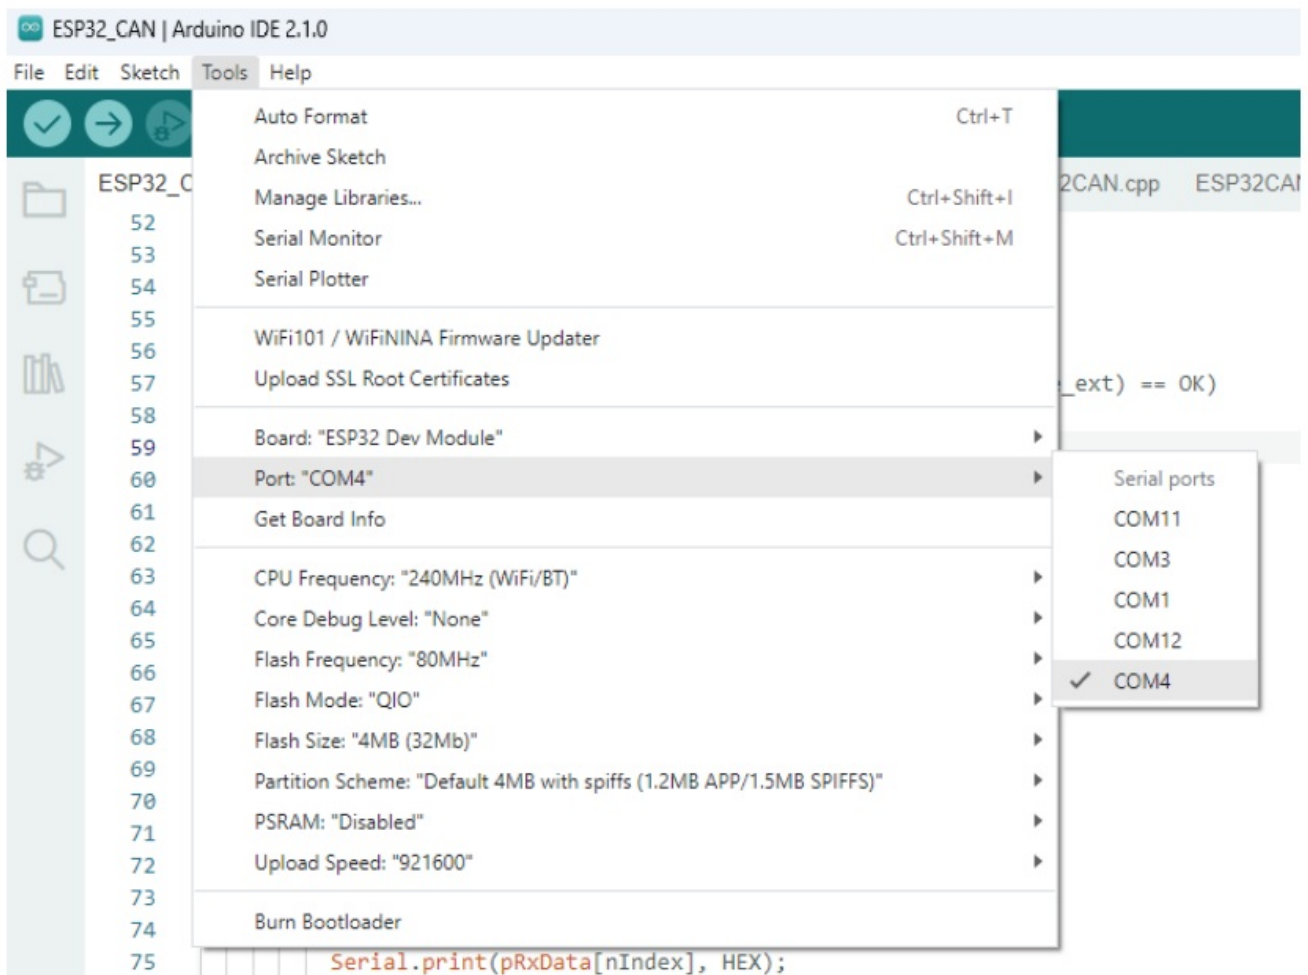 ESP32_CAN | Arduino IDE 2.1.0
File Edit Sketch Tools Help
Auto Format Ctrl+T
Archive Sketch
Manage Libraries... Ctrl+Shift+I
Serial Monitor Ctrl+Shift+M
Serial Plotter
WiFi101 / WiFiNINA Firmware Updater
Upload SSL Root Certificates
Board: "ESP32 Dev Module"
Port: "COM4"
Get Board Info
CPU Frequency: "240MHz (WiFi/BT)"
Core Debug Level: "None"
Flash Frequency: "80MHz"
Flash Mode: "QIO"
Flash Size: "4MB (32Mb)"
Partition Scheme: "Default 4MB with spiffs (1.2MB APP/1.5MB SPIFFS)"
PSRAM: "Disabled"
Upload Speed: "921600"
Burn Bootloader
Serial ports
COM11
COM3
COM1
COM12
COM4
ESP32_C
2CAN.cpp ESP32CAN
52
53
54
55
56
57 _ext) == OK)
58
59
60
61
62
63
64
65
66
67
68
69
70
71
72
73
74
75 Serial.print(pRxData[nIndex], HEX);